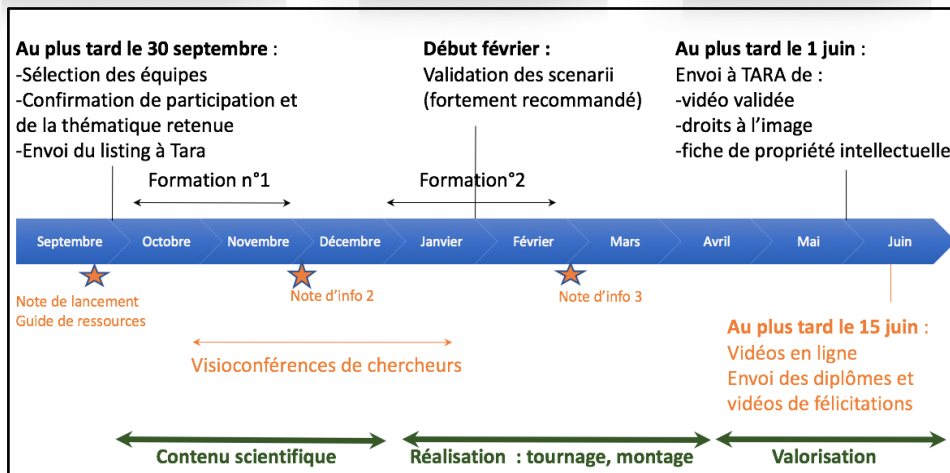 Au plus tard le 30 septembre :
-Sélection des équipes
-Confirmation de participation et
de la thématique retenue
-Envoi du listing à Tara
Début février :
Validation des scenarii
(fortement recommandé)
Au plus tard le 1 juin :
Envoi à TARA de :
-vidéo validée
-droits à l'image
-fiche de propriété intellectuelle
Formation n°1
Formation°2
Septembre
Octobre
Novembre
Décembre
Janvier
Février
Mars
Avril
Mai
Juin
Note de lancement
Guide de ressources
Note d'info 2
Note d'info 3
Visioconférences de chercheurs
Au plus tard le 15 juin :
Vidéos en ligne
Envoi des diplômes et
vidéos de félicitations
Contenu scientifique
Réalisation : tournage, montage
Valorisation